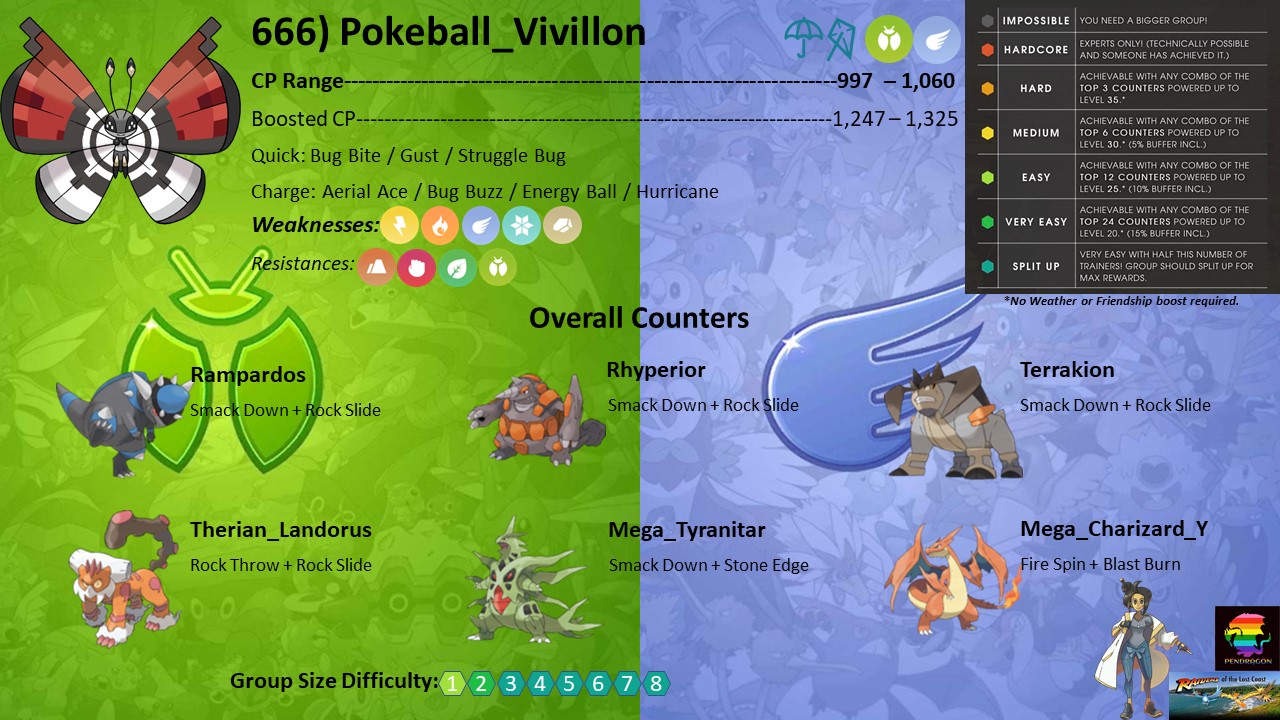 666) Pokeball_Vivillon
CP Range------------------------------------------------------------------------997 – 1,060
Boosted CP--------------------------------------------------------------------1,247 – 1,325
Quick: Bug Bite / Gust / Struggle Bug
Charge: Aerial Ace / Bug Buzz / Energy Ball / Hurricane
Weaknesses:
Resistances:
IMPOSSIBLE YOU NEED A BIGGER GROUP!
HARDCORE EXPERTS ONLY! (TECHNICALLY POSSIBLE
AND SOMEONE HAS ACHIEVED IT.)
HARD ACHIEVABLE WITH ANY COMBO OF THE
TOP 3 COUNTERS POWERED UP TO
LEVEL 35.*
MEDIUM ACHIEVABLE WITH ANY COMBO OF THE
TOP 6 COUNTERS POWERED UP TO
LEVEL 30.* (5% BUFFER INCL.)
EASY ACHIEVABLE WITH ANY COMBO OF THE
TOP 12 COUNTERS POWERED UP TO
LEVEL 25.* (10% BUFFER INCL.)
VERY EASY ACHIEVABLE WITH ANY COMBO OF THE
TOP 24 COUNTERS POWERED UP TO
LEVEL 20.* (15% BUFFER INCL.)
SPLIT UP VERY EASY WITH HALF THIS NUMBER OF
TRAINERS! GROUP SHOULD SPLIT UP FOR
MAX REWARDS.
*No Weather or Friendship boost required.
Overall Counters
Rampardos
Smack Down + Rock Slide
Rhyperior
Smack Down + Rock Slide
Terrakion
Smack Down + Rock Slide
Therian_Landorus
Rock Throw + Rock Slide
Mega_Tyranitar
Smack Down + Stone Edge
Mega_Charizard_Y
Fire Spin + Blast Burn
Group Size Difficulty: 1 2 3 4 5 6 7 8
PENDRAGON
RAIDERS of the Lost Coast